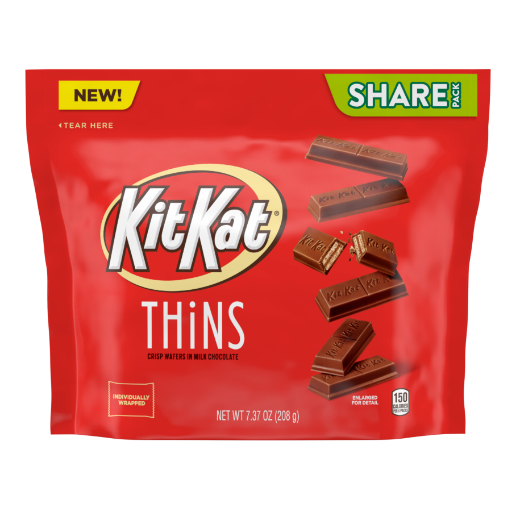 NEW!
SHARE PACK
TEAR HERE
KitKat®
THiNS
CRISP WAFERS IN MILK CHOCOLATE
INDIVIDUALLY
WRAPPED
ENLARGED
FOR DETAIL
150
CALORIES
NET WT 7.37 OZ (208 g)